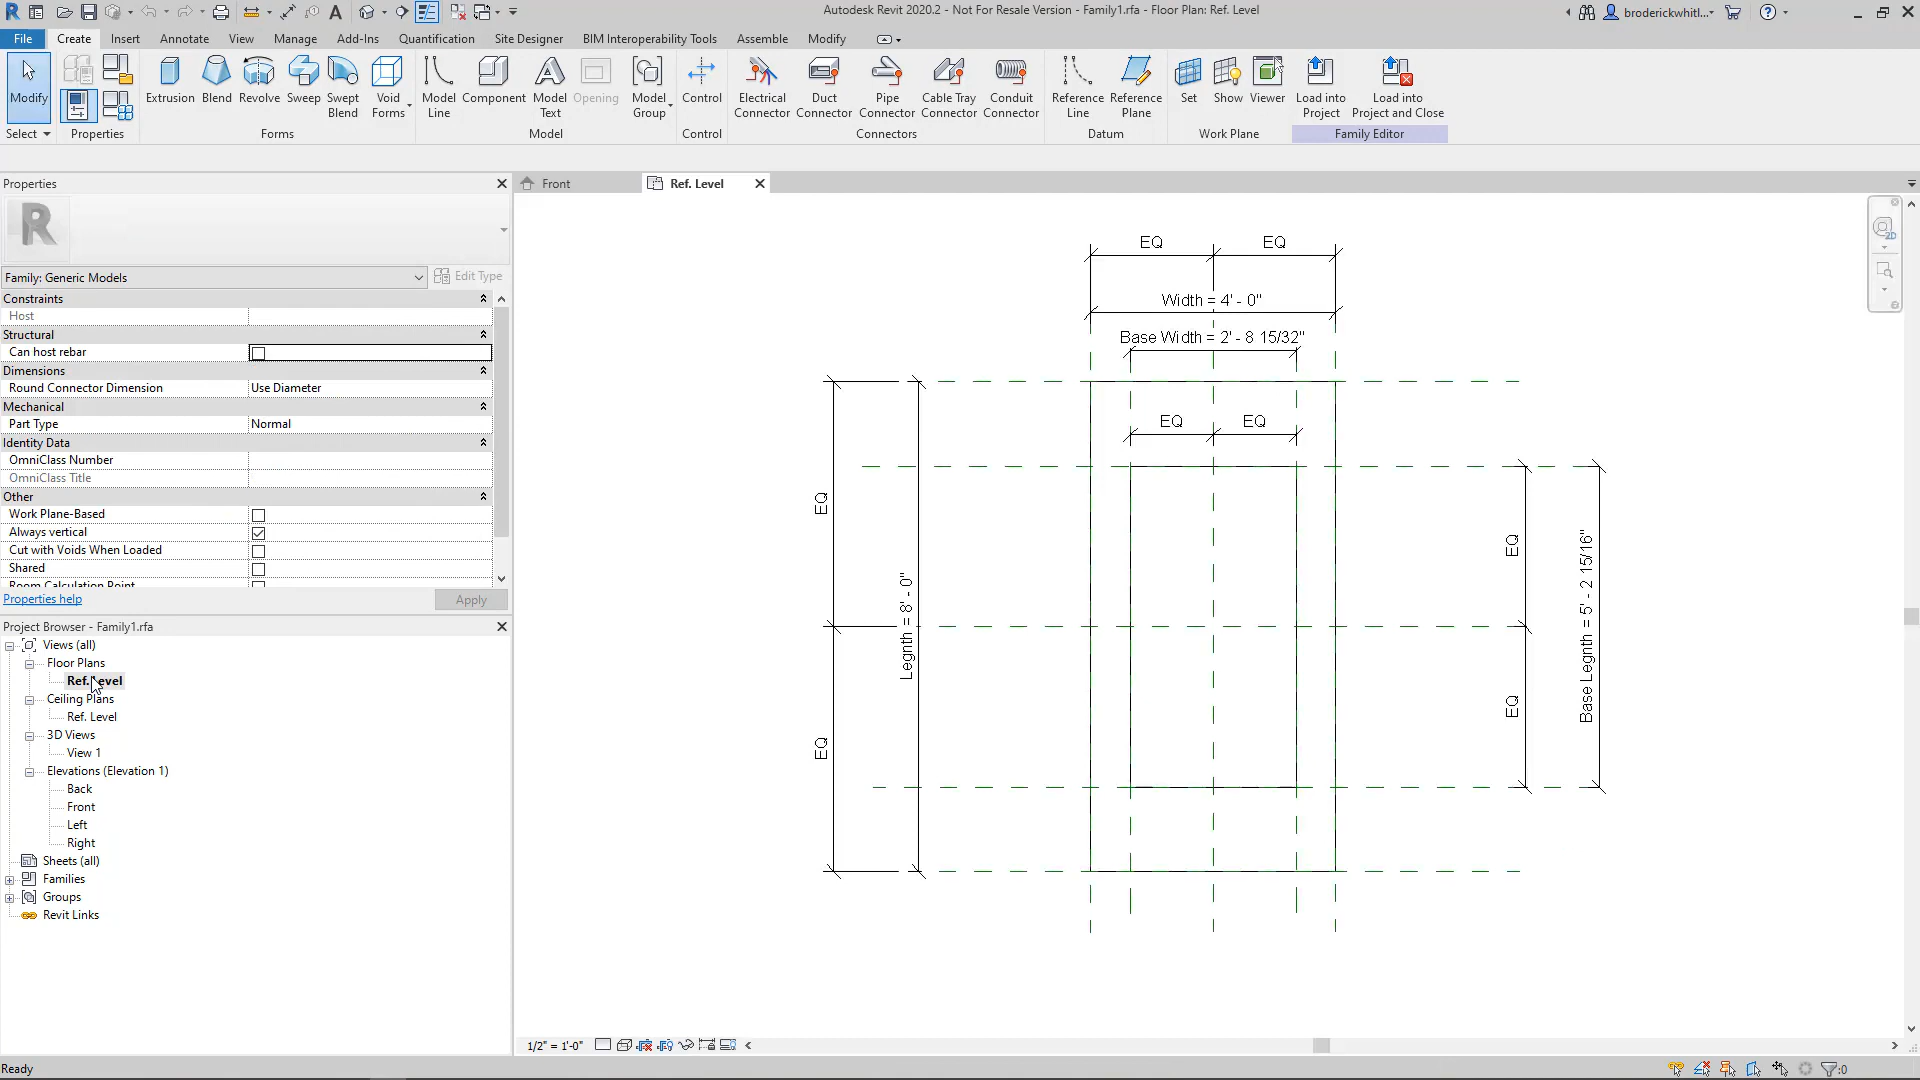 Autodesk Revit 2020.2 - Not For Resale Version - Family1.rfa - Floor Plan: Ref. Level
broderickwhitl...
File Create Insert Annotate View Manage Add-Ins Quantification Site Designer BIM Interoperability Tools Assemble Modify
Modify
Extrusion Blend Revolve Sweep Swept Blend Void Forms
Model Line Component Model Text Opening Model Group
Control
Electrical Connector Duct Connector Pipe Connector Cable Tray Connector Conduit Connector
Reference Line Reference Plane
Set Show Viewer
Load into Project Load into Project and Close
Select Properties Forms Model Control Connectors Datum Work Plane Family Editor
Properties
Front
Ref. Level
R
Family: Generic Models
Edit Type
Constraints
Host
Structural
Can host rebar
Dimensions
Round Connector Dimension Use Diameter
Mechanical
Part Type Normal
Identity Data
OmniClass Number
OmniClass Title
Other
Work Plane-Based
Always vertical
Cut with Voids When Loaded
Shared
Room Calculation Point
Properties help
Apply
Project Browser - Family1.rfa
Views (all)
Floor Plans
Ref. Level
Ceiling Plans
Ref. Level
3D Views
View 1
Elevations (Elevation 1)
Back
Front
Left
Right
Sheets (all)
Families
Groups
Revit Links
EQ EQ
Width = 4' - 0"
Base Width = 2' - 8 15/32"
EQ EQ
EQ
EQ
Legnth = 8' - 0"
EQ
EQ
Base Legnth = 5' - 2 15/16"
2D
1/2" = 1'-0"
Ready
:0